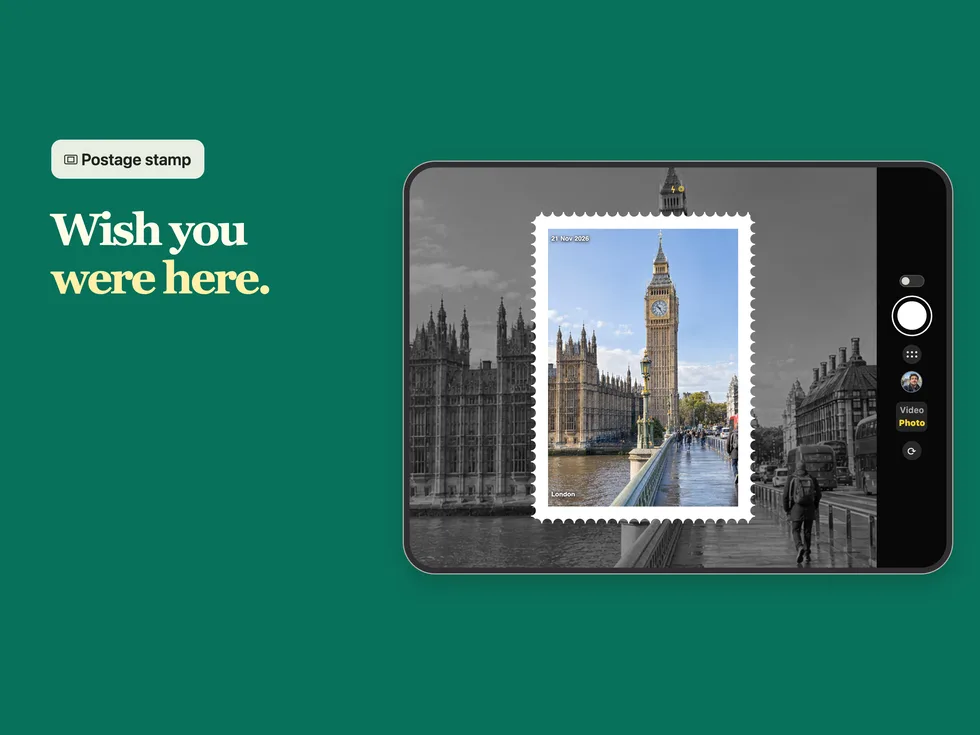 Postage stamp
Wish you
were here.
21 Nov 2026
London
Video
Photo